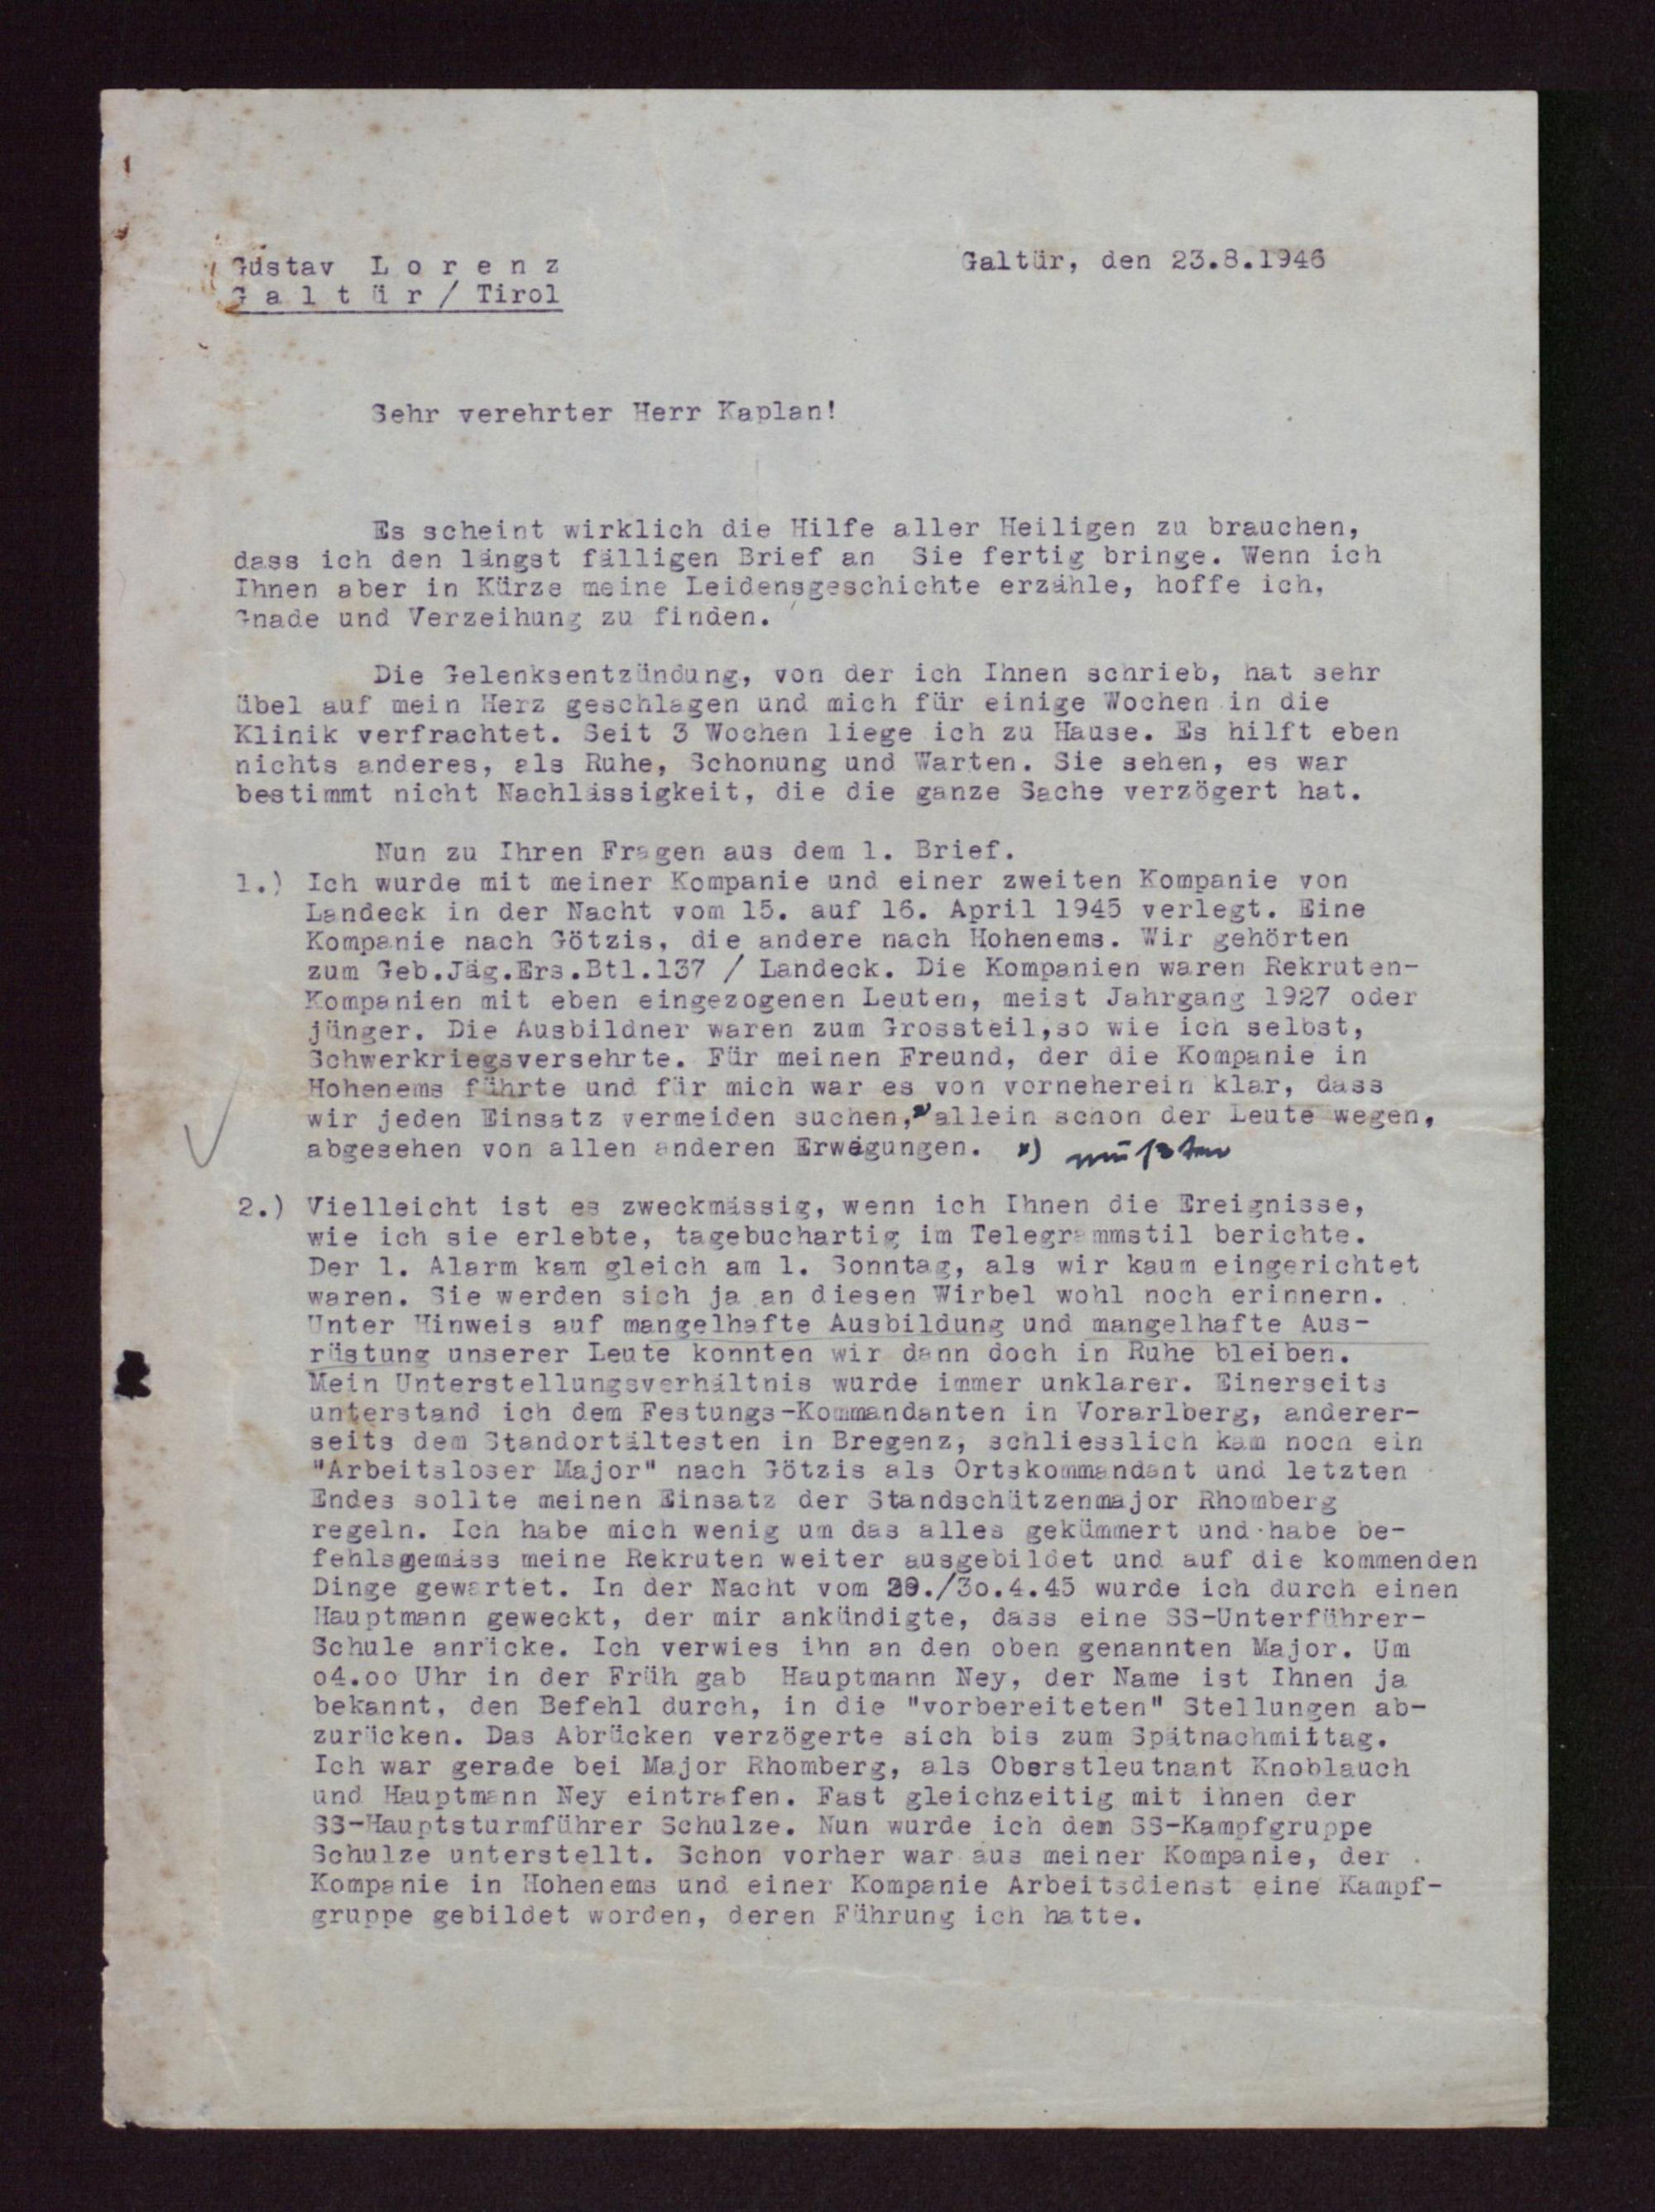 Gustav L o r e n z
G a l t ü r / Tirol
Galtür, den 23.8.1946
Sehr verehrter Herr Kaplan!
Es scheint wirklich die Hilfe aller Heiligen zu brauchen,
dass ich den längst fälligen Brief an Sie fertig bringe. Wenn ich
Ihnen aber in Kürze meine Leidensgeschichte erzähle, hoffe ich,
Gnade und Verzeihung zu finden.
Die Gelenksentzündung, von der ich Ihnen schrieb, hat sehr
übel auf mein Herz geschlagen und mich für einige Wochen in die
Klinik verfrachtet. Seit 3 Wochen liege ich zu Hause. Es hilft eben
nichts anderes, als Ruhe, Schonung und Warten. Sie sehen, es war
bestimmt nicht Nachlässigkeit, die die ganze Sache verzögert hat.
Nun zu Ihren Fragen aus dem 1. Brief.
1.) Ich wurde mit meiner Kompanie und einer zweiten Kompanie von
Landeck in der Nacht vom 15. auf 16. April 1945 verlegt. Eine
Kompanie nach Götzis, die andere nach Hohenems. Wir gehörten
zum Geb.Jäg.Ers.Btl.137 / Landeck. Die Kompanien waren Rekruten-
Kompanien mit eben eingezogenen Leuten, meist Jahrgang 1927 oder
jünger. Die Ausbildner waren zum Grossteil,so wie ich selbst,
Schwerkriegsversehrte. Für meinen Freund, der die Kompanie in
Hohenems führte und für mich war es von vorneherein klar, dass
wir jeden Einsatz vermeiden suchen,x) allein schon der Leute wegen,
abgesehen von allen anderen Erwägungen. x) müßten
2.) Vielleicht ist es zweckmässig, wenn ich Ihnen die Ereignisse,
wie ich sie erlebte, tagebuchartig im Telegrammstil berichte.
Der 1. Alarm kam gleich am 1. Sonntag, als wir kaum eingerichtet
waren. Sie werden sich ja an diesen Wirbel wohl noch erinnern.
Unter Hinweis auf mangelhafte Ausbildung und mangelhafte Aus-
rüstung unserer Leute konnten wir dann doch in Ruhe bleiben.
Mein Unterstellungsverhältnis wurde immer unklarer. Einerseits
unterstand ich dem Festungs-Kommandanten in Vorarlberg, anderer-
seits dem Standortältesten in Bregenz, schliesslich kam noch ein
"Arbeitsloser Major" nach Götzis als Ortskommandant und letzten
Endes sollte meinen Einsatz der Standschützenmajor Rhomberg
regeln. Ich habe mich wenig um das alles gekümmert und habe be-
fehlsgemäss meine Rekruten weiter ausgebildet und auf die kommenden
Dinge gewartet. In der Nacht vom 29./3o.4.45 wurde ich durch einen
Hauptmann geweckt, der mir ankündigte, dass eine SS-Unterführer-
Schule anrücke. Ich verwies ihn an den oben genannten Major. Um
o4.oo Uhr in der Früh gab Hauptmann Ney, der Name ist Ihnen ja
bekannt, den Befehl durch, in die "vorbereiteten" Stellungen ab-
zurücken. Das Abrücken verzögerte sich bis zum Spätnachmittag.
Ich war gerade bei Major Rhomberg, als Oberstleutnant Knoblauch
und Hauptmann Ney eintrafen. Fast gleichzeitig mit ihnen der
SS-Hauptsturmführer Schulze. Nun wurde ich dem SS-Kampfgruppe
Schulze unterstellt. Schon vorher war aus meiner Kompanie, der
Kompanie in Hohenems und einer Kompanie Arbeitsdienst eine Kampf-
gruppe gebildet worden, deren Führung ich hatte.